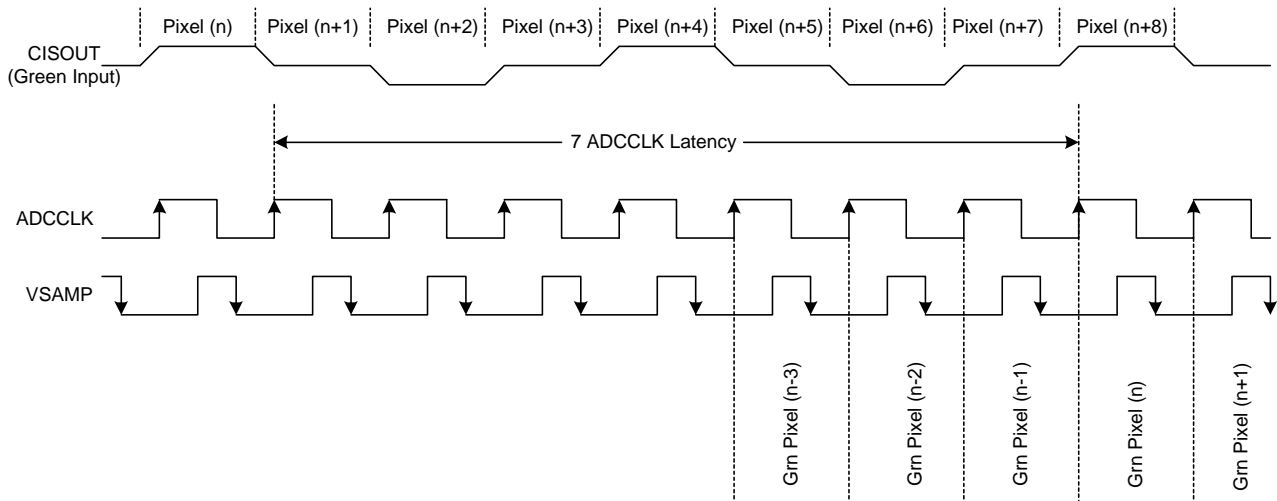 Pixel (n) Pixel (n+1) Pixel (n+2) Pixel (n+3) Pixel (n+4) Pixel (n+5) Pixel (n+6) Pixel (n+7) Pixel (n+8)
CISOUT
(Green Input)
7 ADCCLK Latency
ADCCLK
VSAMP
Grn Pixel (n-3)
Grn Pixel (n-2)
Grn Pixel (n-1)
Grn Pixel (n)
Grn Pixel (n+1)